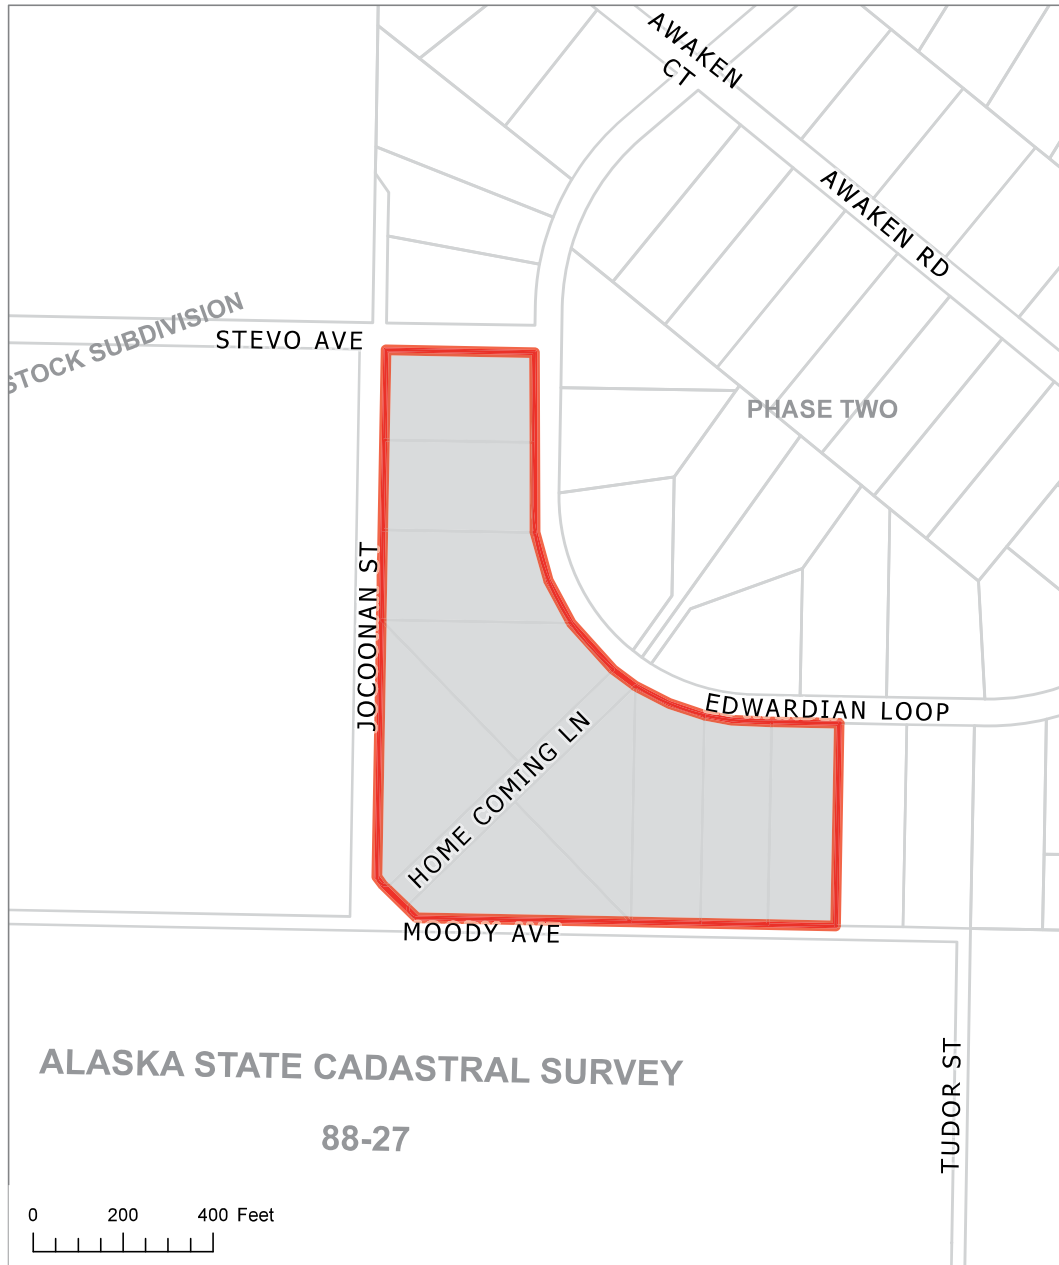 AWAKEN
CT
AWAKEN RD
STOCK SUBDIVISION
STEVO AVE
PHASE TWO
JOCOONAN ST
EDWARDIAN LOOP
HOME COMING LN
MOODY AVE
ALASKA STATE CADASTRAL SURVEY
88-27
TUDOR ST
0 200 400 Feet